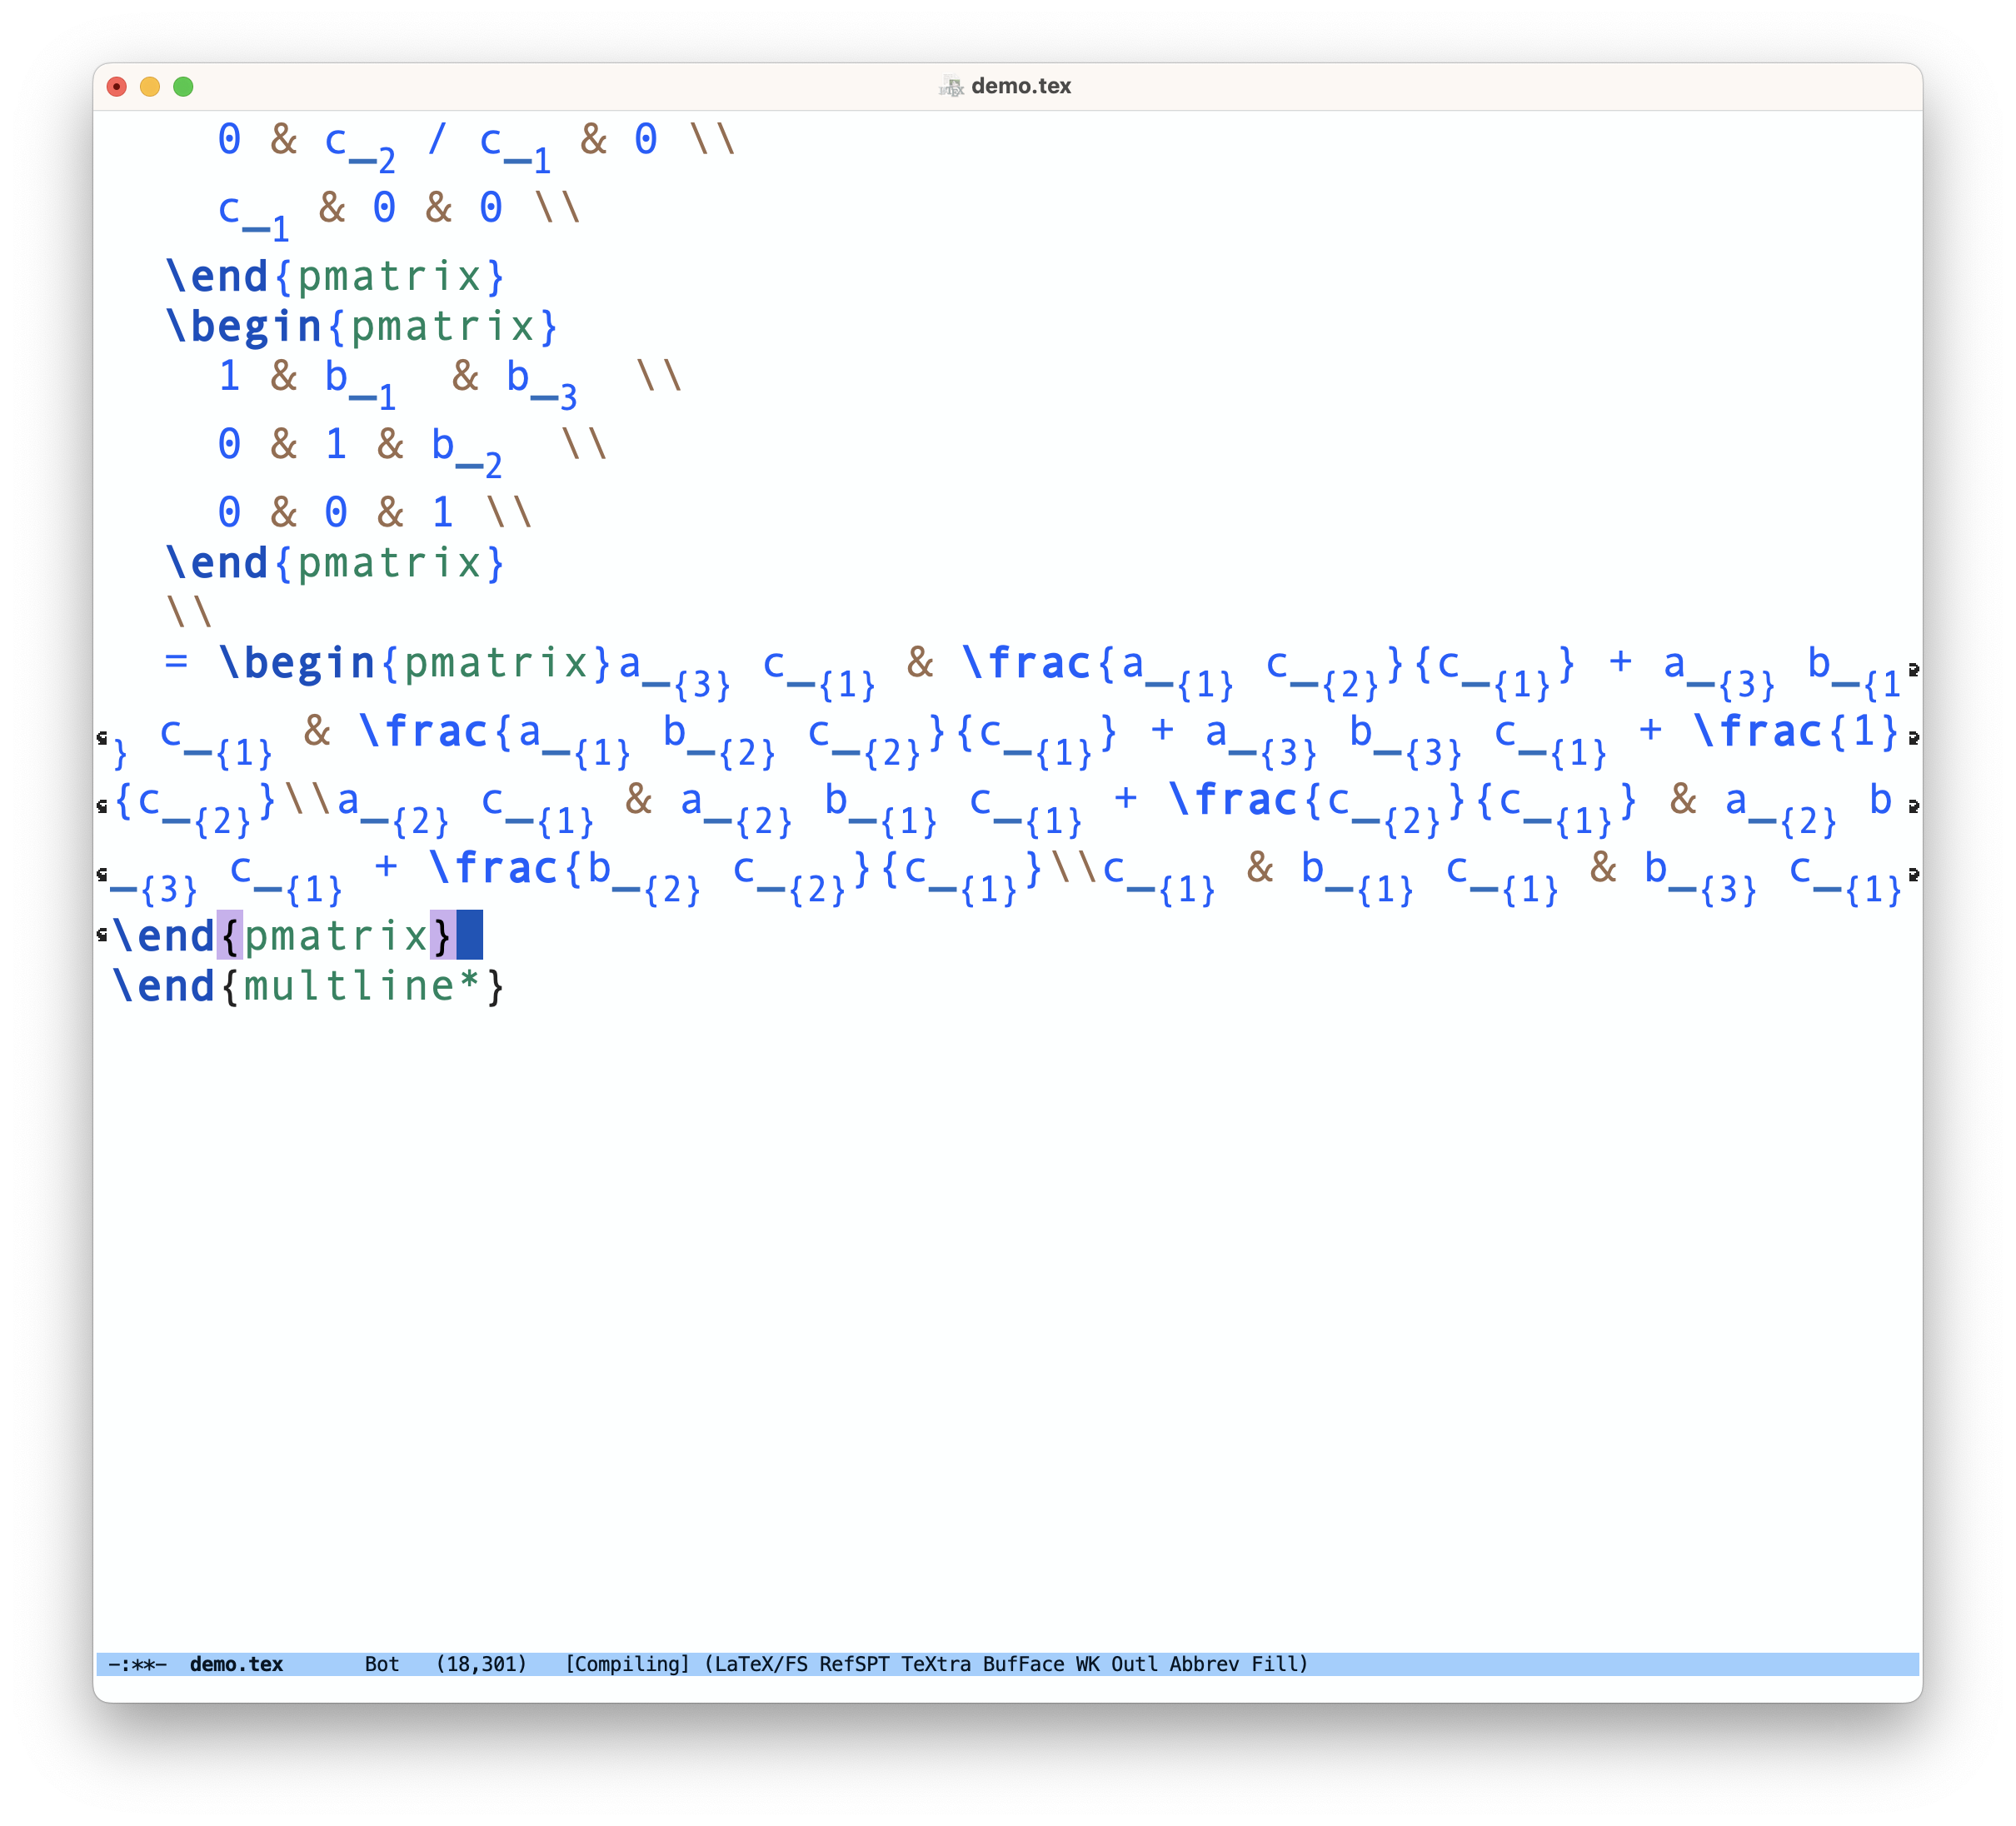 demo.tex
0 & c_2 / c_1 & 0 \\
c_1 & 0 & 0 \\
\end{pmatrix}
\begin{pmatrix}
1 & b_1  & b_3  \\
0 & 1 & b_2  \\
0 & 0 & 1 \\
\end{pmatrix}
\\
= \begin{pmatrix}a_{3} c_{1} & \frac{a_{1} c_{2}}{c_{1}} + a_{3} b_{1
} c_{1} & \frac{a_{1} b_{2} c_{2}}{c_{1}} + a_{3} b_{3} c_{1} + \frac{1}
{c_{2}}\\a_{2} c_{1} & a_{2} b_{1} c_{1} + \frac{c_{2}}{c_{1}} & a_{2} b
_{3} c_{1} + \frac{b_{2} c_{2}}{c_{1}}\\c_{1} & b_{1} c_{1} & b_{3} c_{1}
\end{pmatrix}
\end{multline*}
-:**- demo.tex Bot (18,301) [Compiling] (LaTeX/FS RefSPT TeXtra BufFace WK Outl Abbrev Fill)